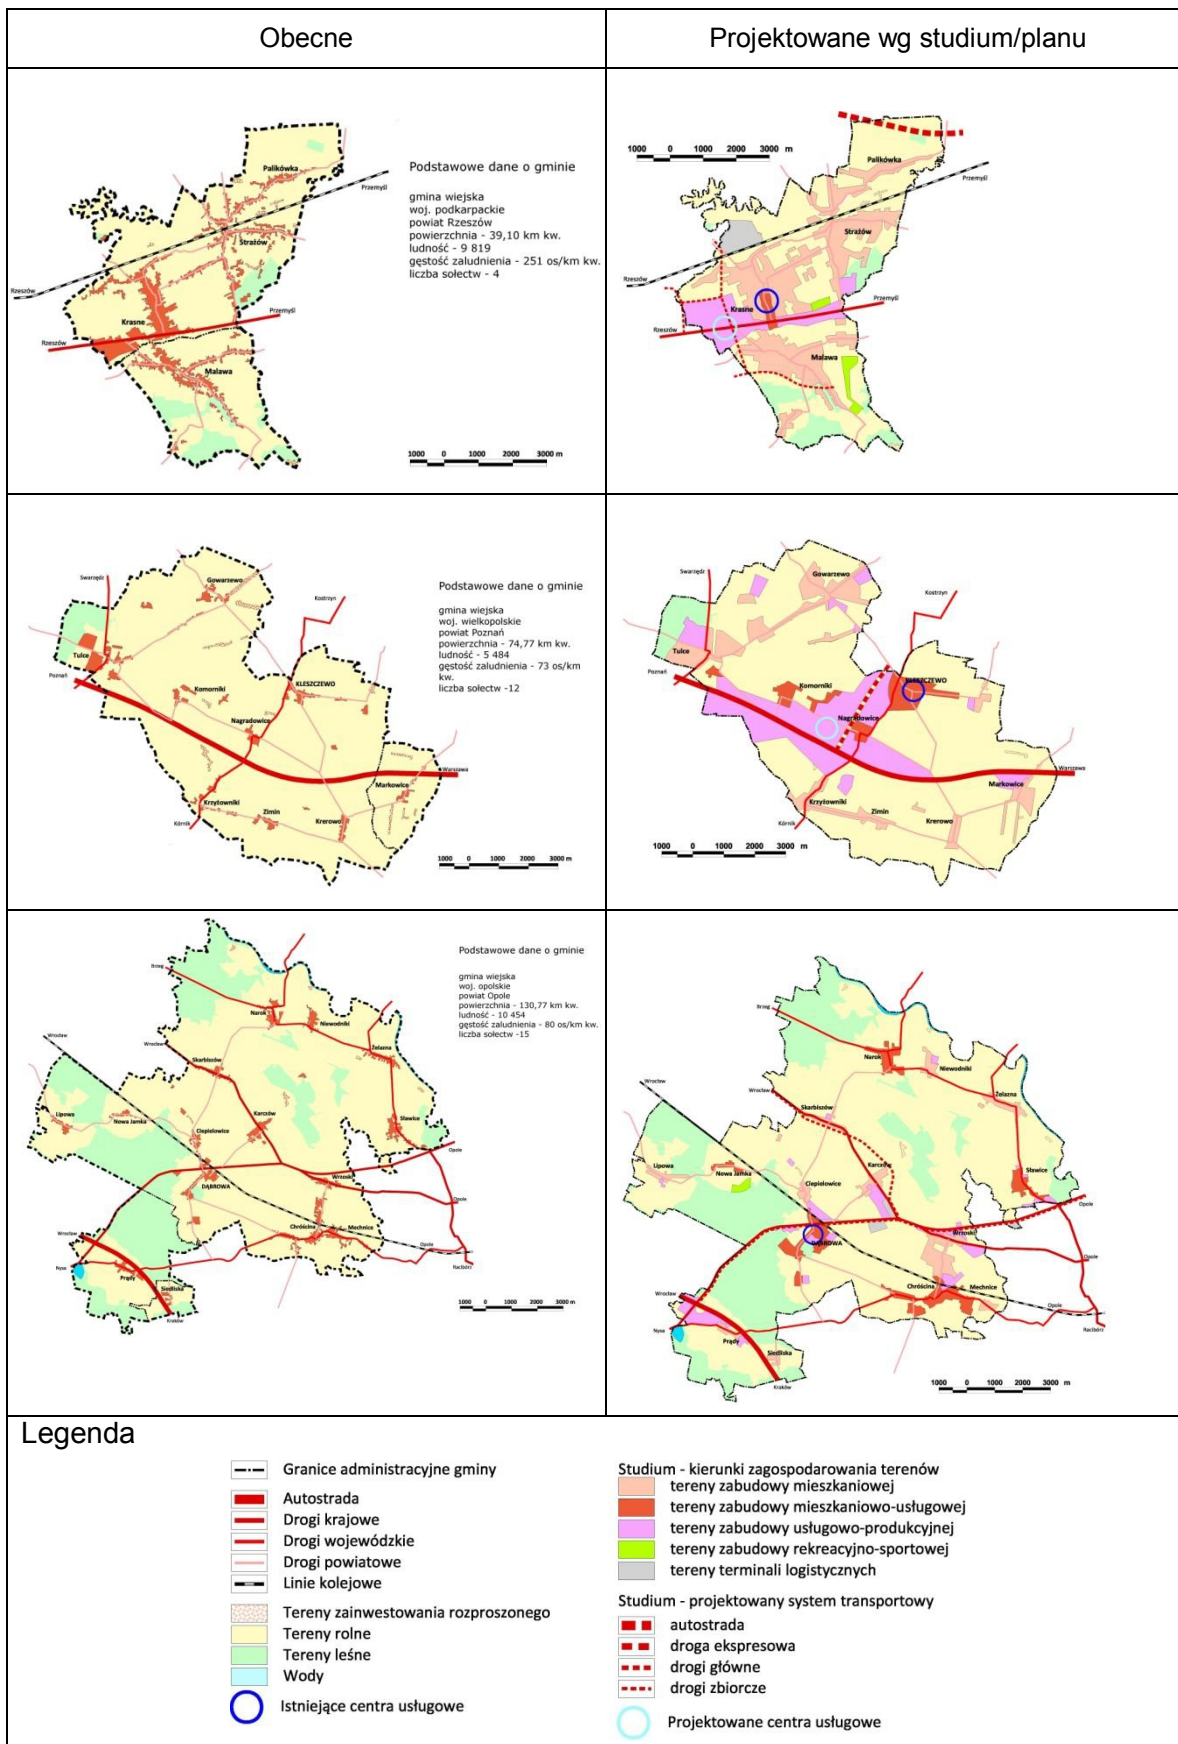 Obecne
Projektowane wg studium/planu
Palikówka
Przemyśl
Strażów
Rzeszów
Krasne
Przemyśl
Rzeszów
Malawa
Podstawowe dane o gminie
gmina wiejska
woj. podkarpackie
powiat Rzeszów
powierzchnia - 39,10 km kw.
ludność - 9 819
gęstość zaludnienia - 251 os/km kw.
liczba sołectw - 4
1000 0 1000 2000 3000 m
1000 0 1000 2000 3000 m
Palikówka
Przemyśl
Strażów
Rzeszów
Krasne
Przemyśl
Rzeszów
Malawa
Swarzędz
Gowarzewo
Kostrzyn
Tulce
Poznań
Komorniki
KLESZCZEWO
Nagradowice
Warszawa
Markowice
Krzyżowniki
Zimin
Krerowo
Kórnik
Podstawowe dane o gminie
gmina wiejska
woj. wielkopolskie
powiat Poznań
powierzchnia - 74,77 km kw.
ludność - 5 484
gęstość zaludnienia - 73 os/km
kw.
liczba sołectw -12
1000 0 1000 2000 3000 m
Swarzędz
Gowarzewo
Kostrzyn
Tulce
Poznań
Komorniki
KLESZCZEWO
Nagradowice
Warszawa
Markowice
Krzyżowniki
Zimin
Krerowo
Kórnik
1000 0 1000 2000 3000 m
Brzeg
Narok
Niewodniki
Wrocław
Wrocław
Żelazna
Skarbiszów
Lipowa
Nowa Jamka
Ciepielowice
Karczów
Sławice
Opole
DĄBROWA
Wrzoski
Opole
Chróścina
Mechnice
Wrocław
Opole
Nysa
Racibórz
Prądy
Siedliska
Kraków
Podstawowe dane o gminie
gmina wiejska
woj. opolskie
powiat Opole
powierzchnia - 130,77 km kw.
ludność - 10 454
gęstość zaludnienia - 80 os/km kw.
liczba sołectw -15
1000 0 1000 2000 3000 m
Brzeg
Narok
Niewodniki
Wrocław
Wrocław
Żelazna
Skarbiszów
Lipowa
Nowa Jamka
Ciepielowice
Karczów
Sławice
Opole
DĄBROWA
Wrzoski
Opole
Chróścina
Mechnice
Wrocław
Opole
Nysa
Racibórz
Prądy
Siedliska
Kraków
1000 0 1000 2000 3000 m
Legenda
Granice administracyjne gminy
Autostrada
Drogi krajowe
Drogi wojewódzkie
Drogi powiatowe
Linie kolejowe
Tereny zainwestowania rozproszonego
Tereny rolne
Tereny leśne
Wody
Istniejące centra usługowe
Studium - kierunki zagospodarowania terenów
tereny zabudowy mieszkaniowej
tereny zabudowy mieszkaniowo-usługowej
tereny zabudowy usługowo-produkcyjnej
tereny zabudowy rekreacyjno-sportowej
tereny terminali logistycznych
Studium - projektowany system transportowy
autostrada
droga ekspresowa
drogi główne
drogi zbiorcze
Projektowane centra usługowe